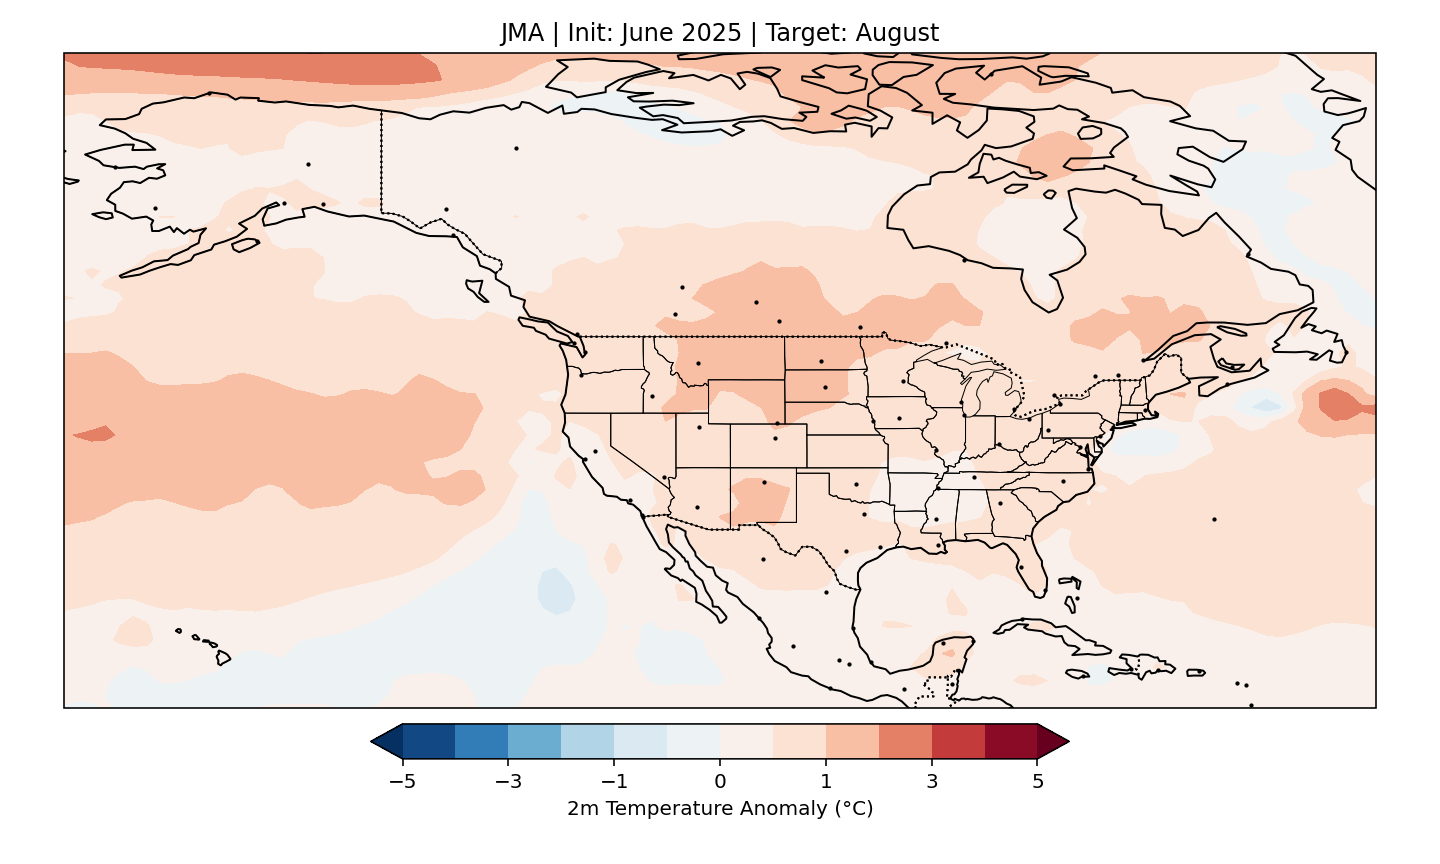 JMA | Init: June 2025 | Target: August
−5 −3 −1 0 1 3 5
2m Temperature Anomaly (°C)